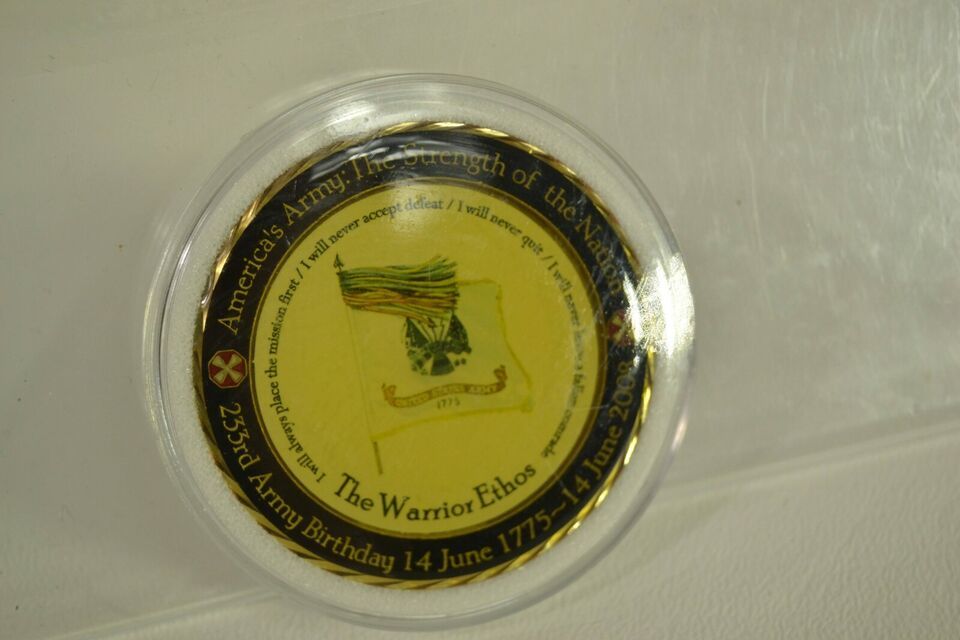 America's Army: The Strength of the Nation
233rd Army Birthday 14 June 1775~14 June 2008
I will always place the mission first / I will never accept defeat / I will never quit / I will never leave a fallen comrade
UNITED STATES ARMY
1775
The Warrior Ethos